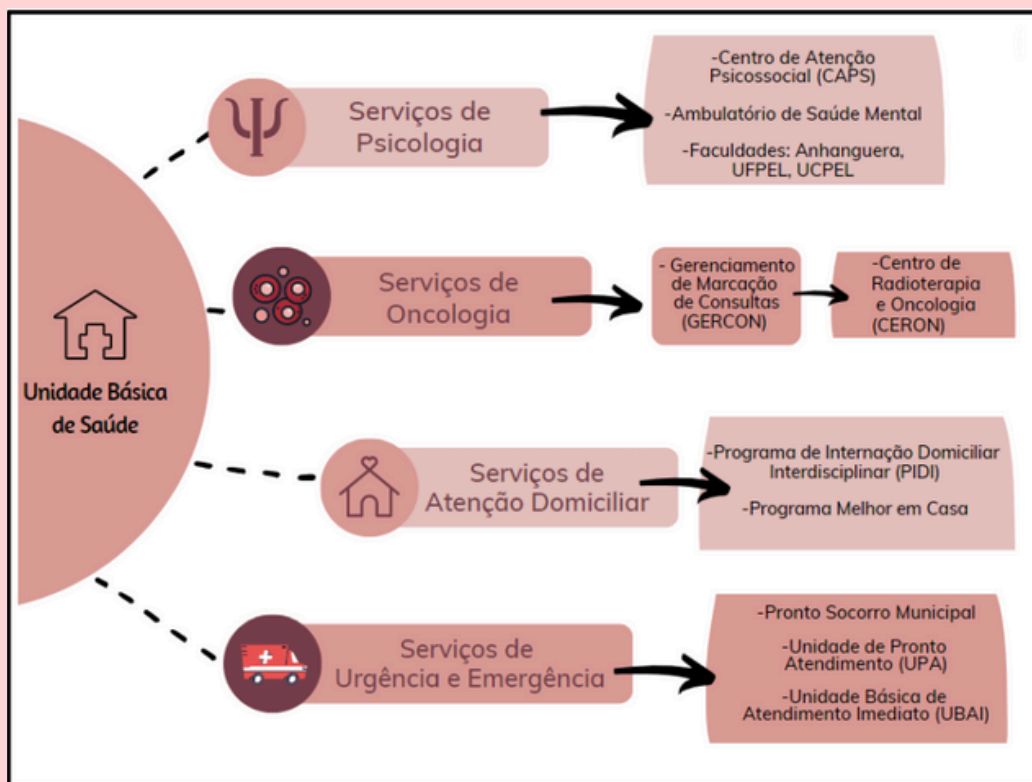 Unidade Básica
de Saúde
Serviços de
Psicologia
-Centro de Atenção
Psicossocial (CAPS)
-Ambulatório de Saúde Mental
-Faculdades: Anhanguera,
UFPEL, UCPEL
Serviços de
Oncologia
- Gerenciamento
de Marcação
de Consultas
(GERCON)
-Centro de
Radioterapia
e Oncologia
(CERON)
Serviços de
Atenção Domiciliar
-Programa de Internação Domiciliar
Interdisciplinar (PIDI)
-Programa Melhor em Casa
Serviços de
Urgência e Emergência
-Pronto Socorro Municipal
-Unidade de Pronto
Atendimento (UPA)
-Unidade Básica de
Atendimento Imediato (UBAI)